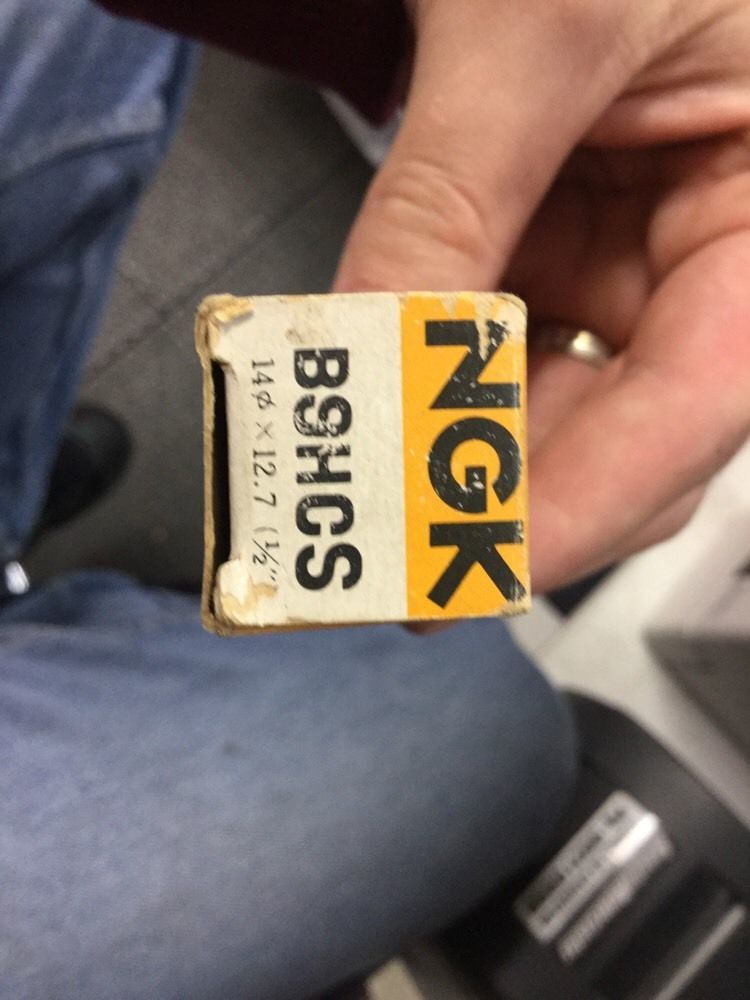 NGK
B9HCS
14φ × 12.7 (½"